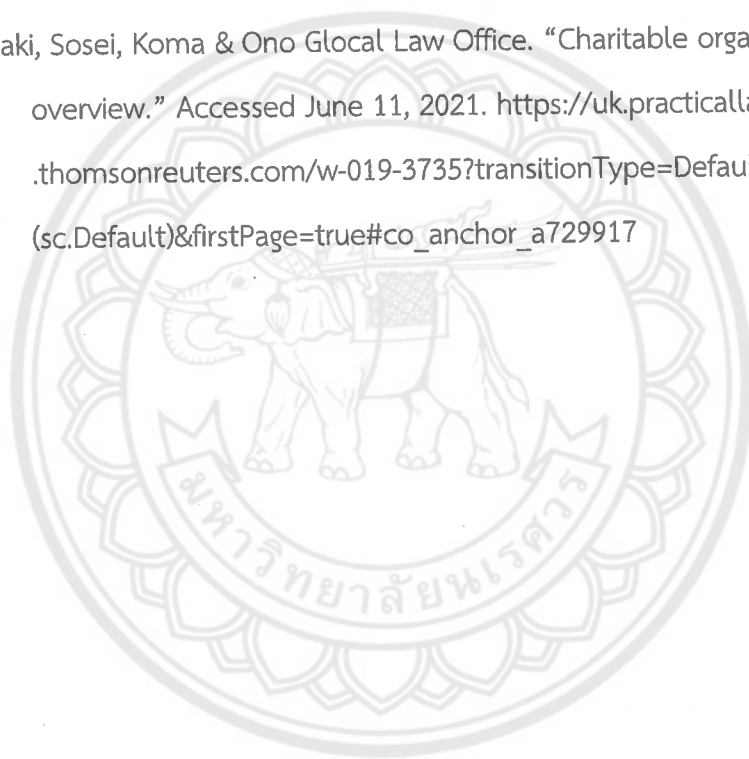 aki, Sosei, Koma & Ono Glocal Law Office. “Charitable orga
overview.” Accessed June 11, 2021. https://uk.practicalla
.thomsonreuters.com/w-019-3735?transitionType=Defau
(sc.Default)&firstPage=true#co_anchor_a729917
มหาวิทยาลัยนเรศวร